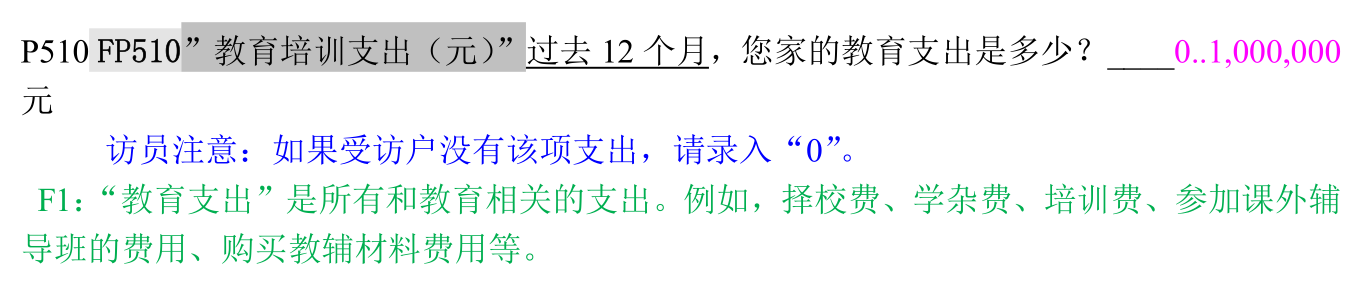 P510 FP510”教育培训支出（元）”过去 12 个月，您家的教育支出是多少？____0..1,000,000
元
访员注意：如果受访户没有该项支出，请录入“0”。
F1：“教育支出”是所有和教育相关的支出。例如，择校费、学杂费、培训费、参加课外辅
导班的费用、购买教辅材料费用等。